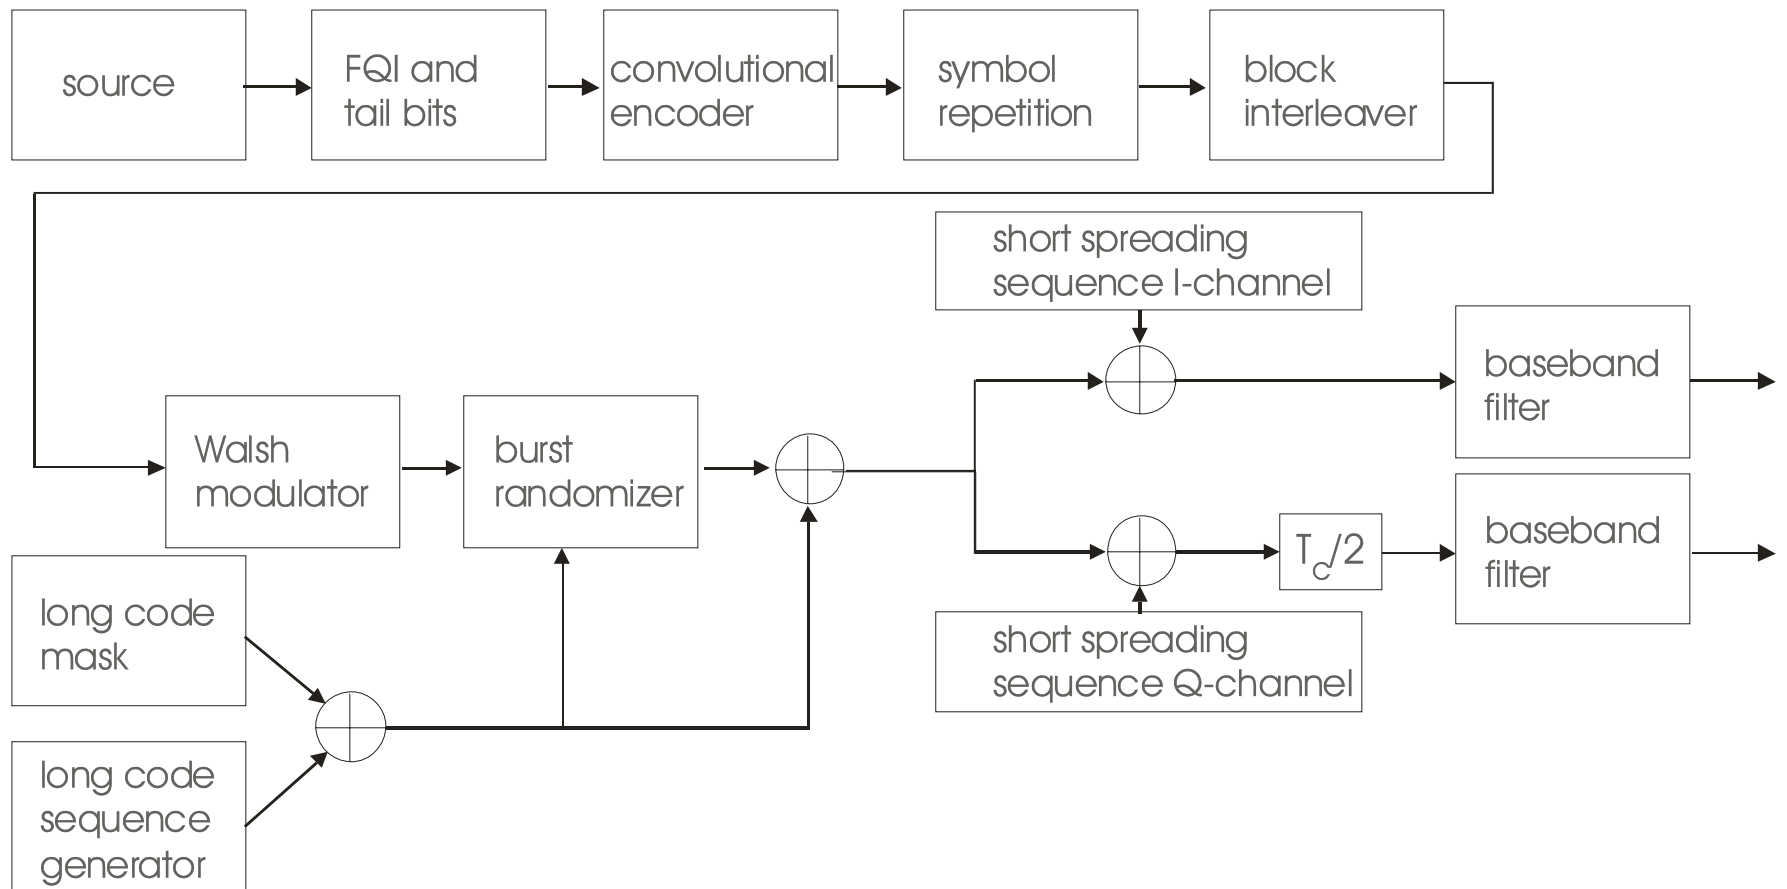 source
FQI and
tail bits
convolutional
encoder
symbol
repetition
block
interleaver
short spreading
sequence I-channel
baseband
filter
Walsh
modulator
burst
randomizer
baseband
filter
TC/2
long code
mask
short spreading
sequence Q-channel
long code
sequence
generator